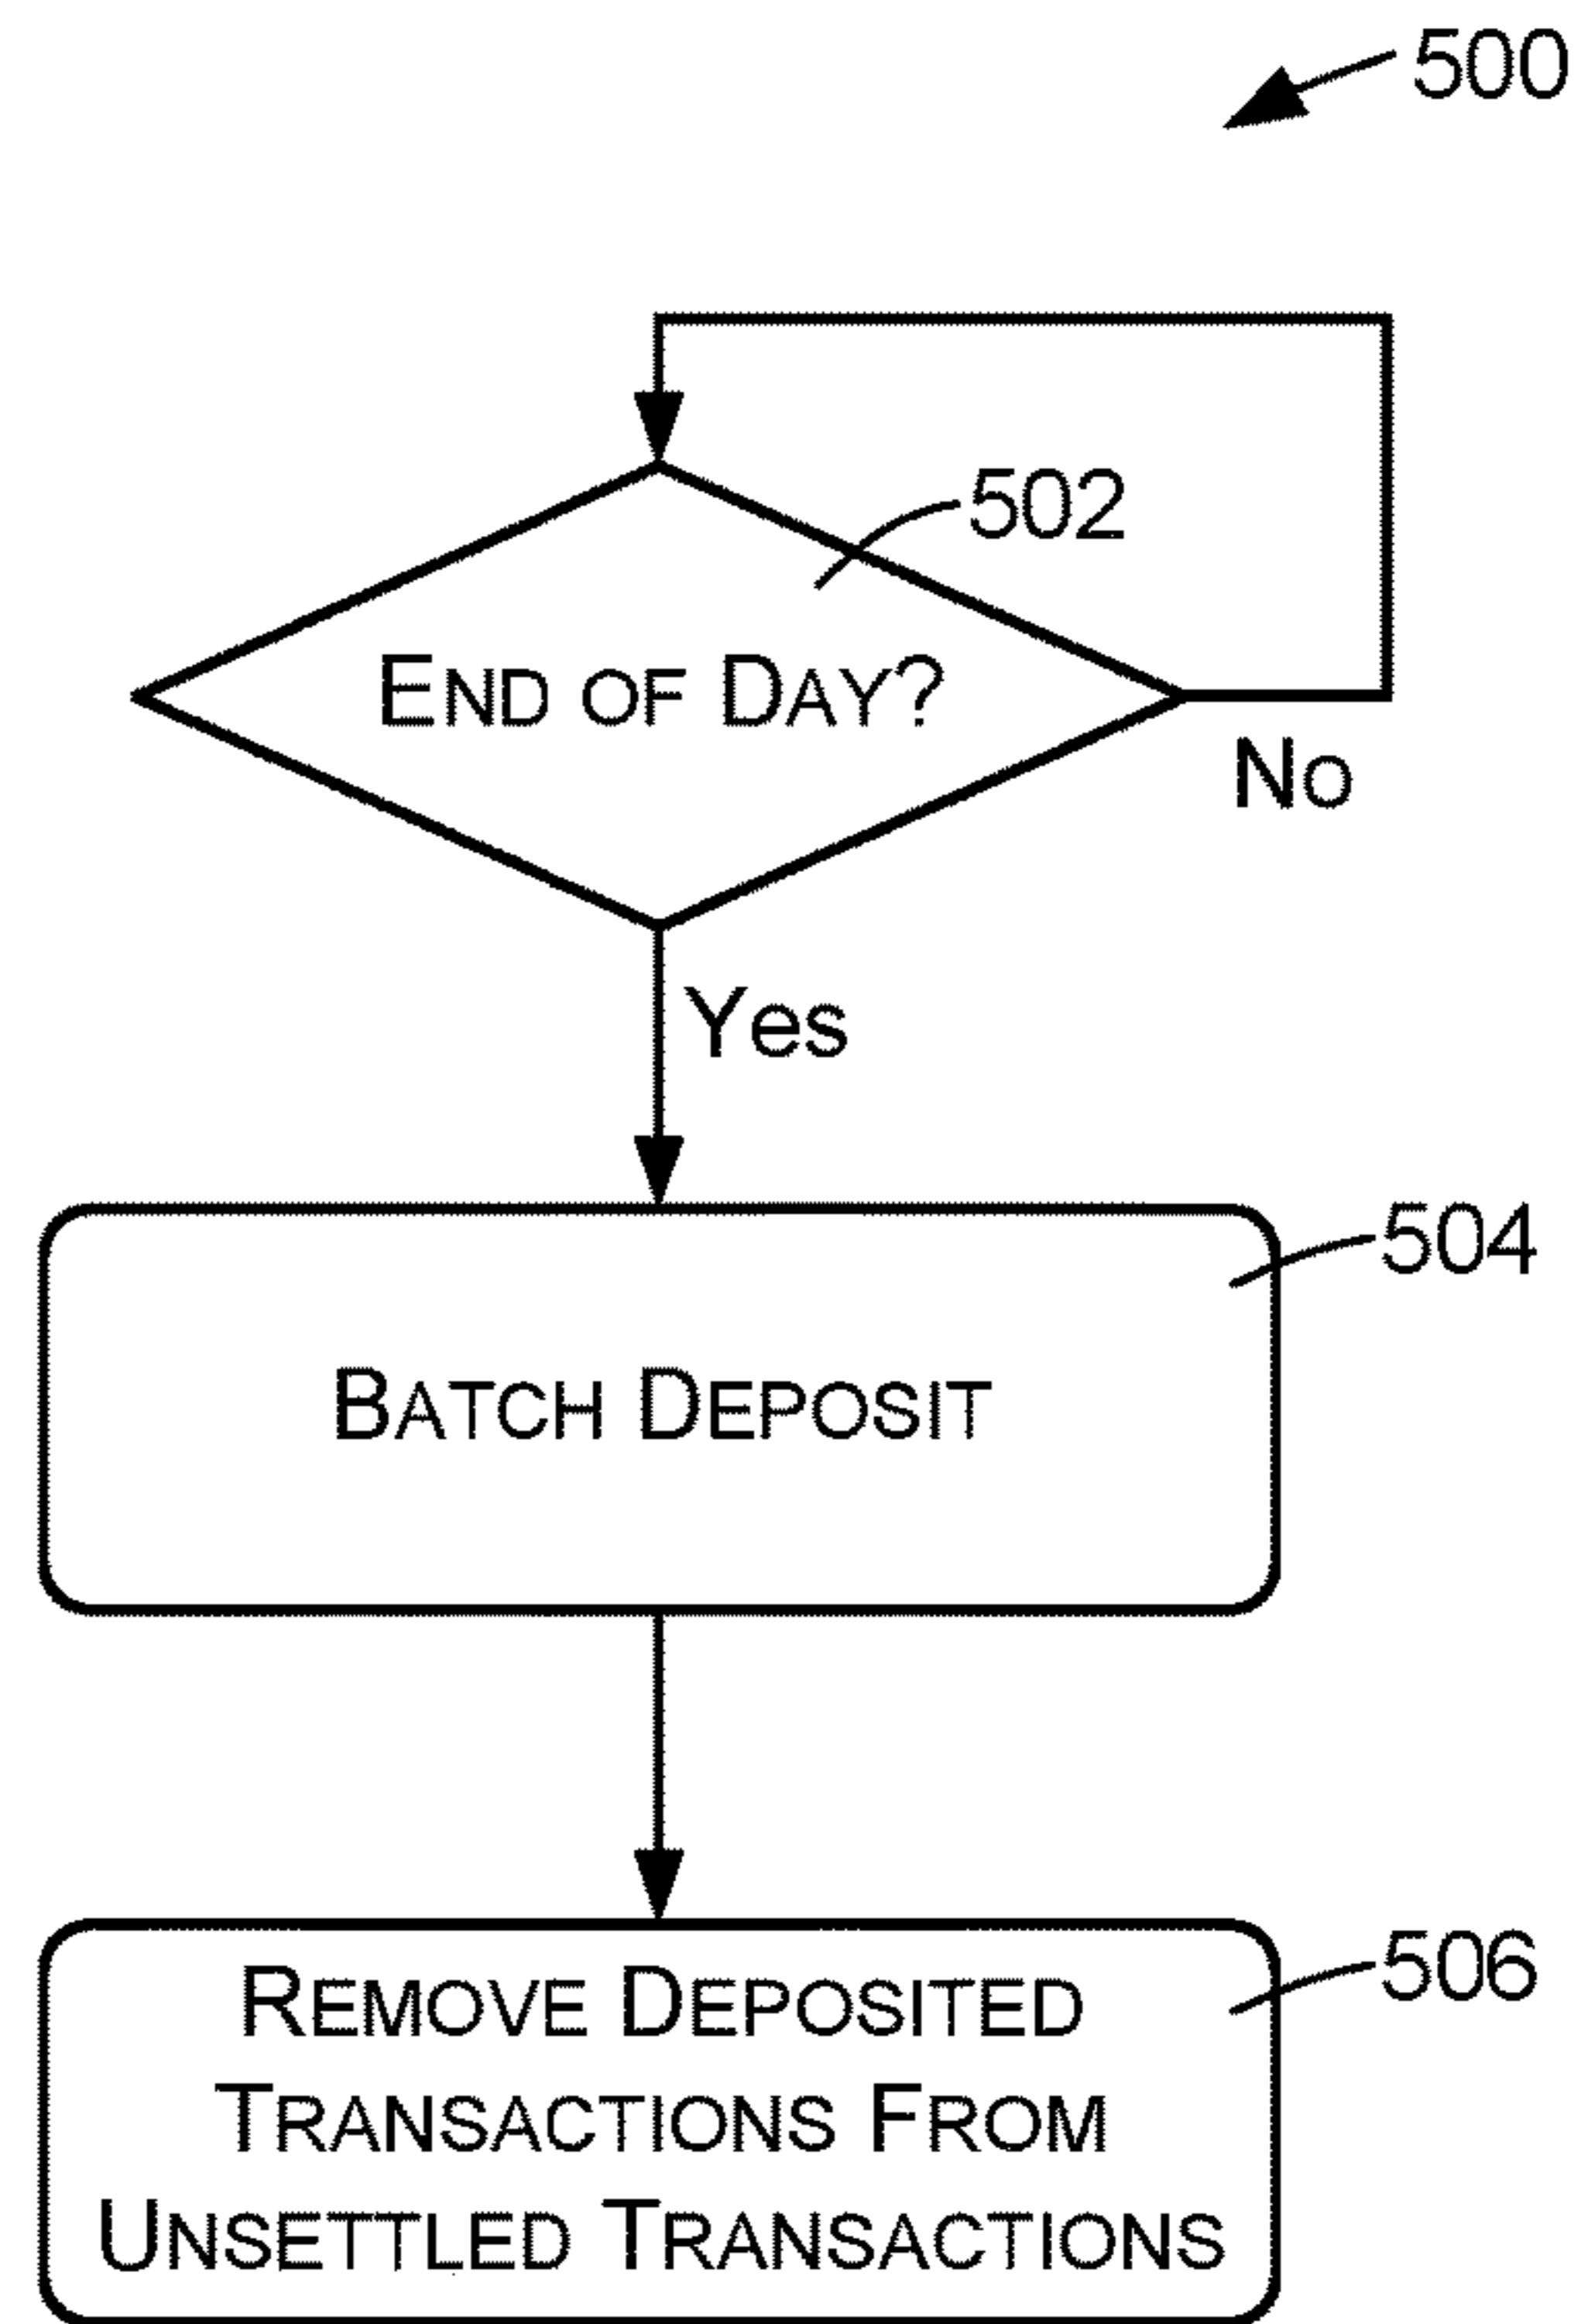 500
502
END OF DAY?
NO
Yes
504
BATCH DEPOSIT
506
REMOVE DEPOSITED
TRANSACTIONS FROM
UNSETTLED TRANSACTIONS